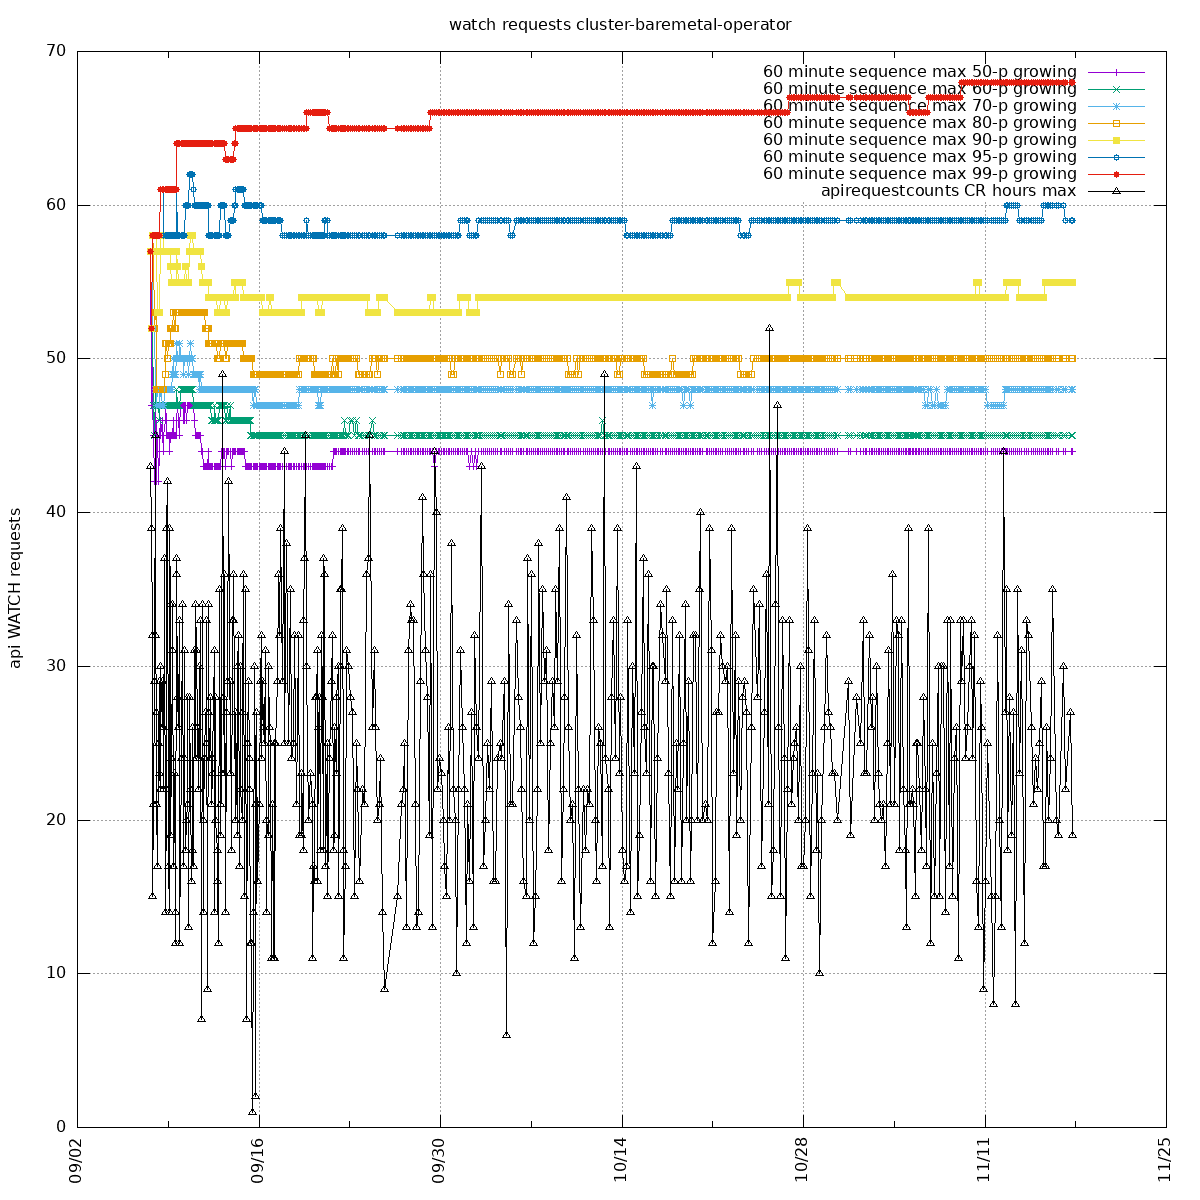 watch requests cluster-baremetal-operator
70
60 minute sequence max 50-p growing
60 minute sequence max 60-p growing
60 minute sequence max 70-p growing
60 minute sequence max 80-p growing
60 minute sequence max 90-p growing
60 minute sequence max 95-p growing
60 minute sequence max 99-p growing
apirequestcounts CR hours max
60
50
40
30
20
10
0
api WATCH requests
09/02
09/16
09/30
10/14
10/28
11/11
11/25